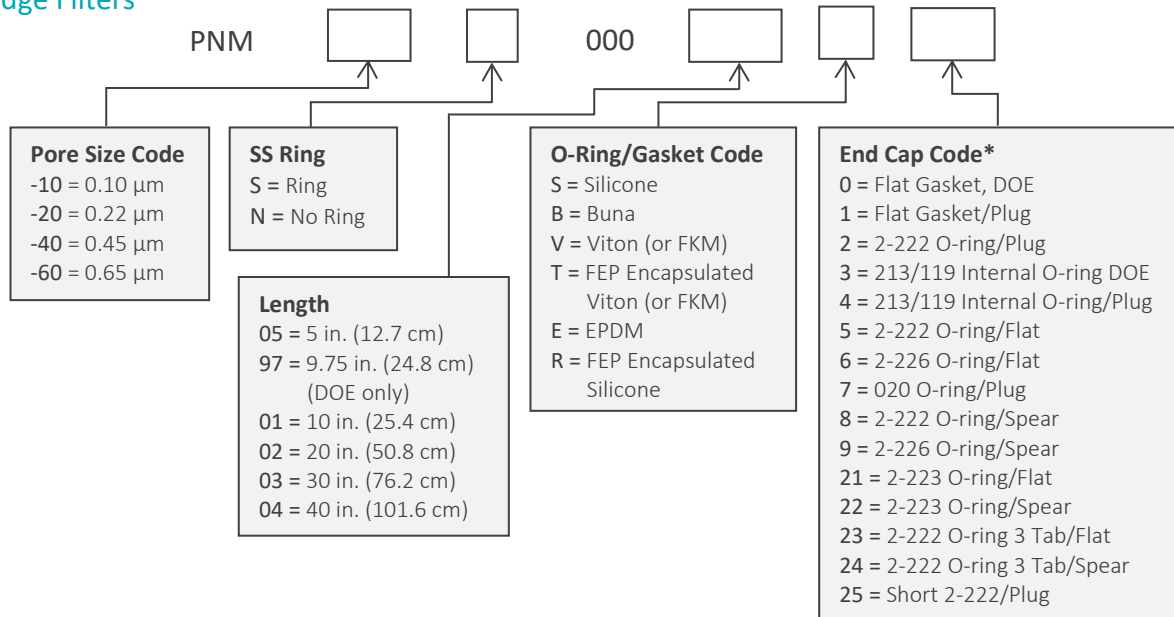 PNM 000
Pore Size Code
-10 = 0.10 µm
-20 = 0.22 µm
-40 = 0.45 µm
-60 = 0.65 µm
SS Ring
S = Ring
N = No Ring
Length
05 = 5 in. (12.7 cm)
97 = 9.75 in. (24.8 cm)
(DOE only)
01 = 10 in. (25.4 cm)
02 = 20 in. (50.8 cm)
03 = 30 in. (76.2 cm)
04 = 40 in. (101.6 cm)
O-Ring/Gasket Code
S = Silicone
B = Buna
V = Viton (or FKM)
T = FEP Encapsulated
Viton (or FKM)
E = EPDM
R = FEP Encapsulated
Silicone
End Cap Code*
0 = Flat Gasket, DOE
1 = Flat Gasket/Plug
2 = 2-222 O-ring/Plug
3 = 213/119 Internal O-ring DOE
4 = 213/119 Internal O-ring/Plug
5 = 2-222 O-ring/Flat
6 = 2-226 O-ring/Flat
7 = 020 O-ring/Plug
8 = 2-222 O-ring/Spear
9 = 2-226 O-ring/Spear
21 = 2-223 O-ring/Flat
22 = 2-223 O-ring/Spear
23 = 2-222 O-ring 3 Tab/Flat
24 = 2-222 O-ring 3 Tab/Spear
25 = Short 2-222/Plug